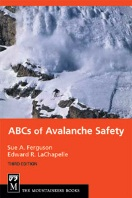 ABCs of Avalanche Safety
Sue A. Ferguson
Edward R. LaChapelle
THIRD EDITION
THE MOUNTAINEERS BOOKS